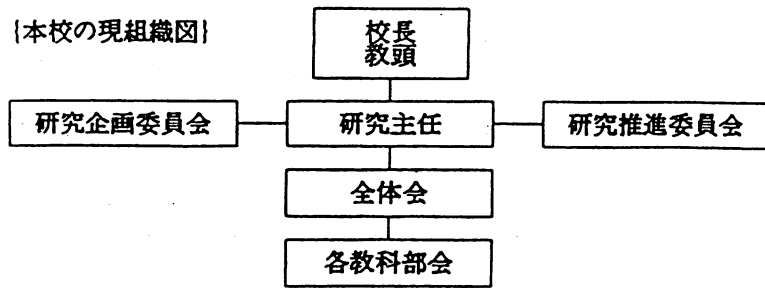 {本校の現組織図}
校長
教頭
研究企画委員会
研究主任
研究推進委員会
全体会
各教科部会